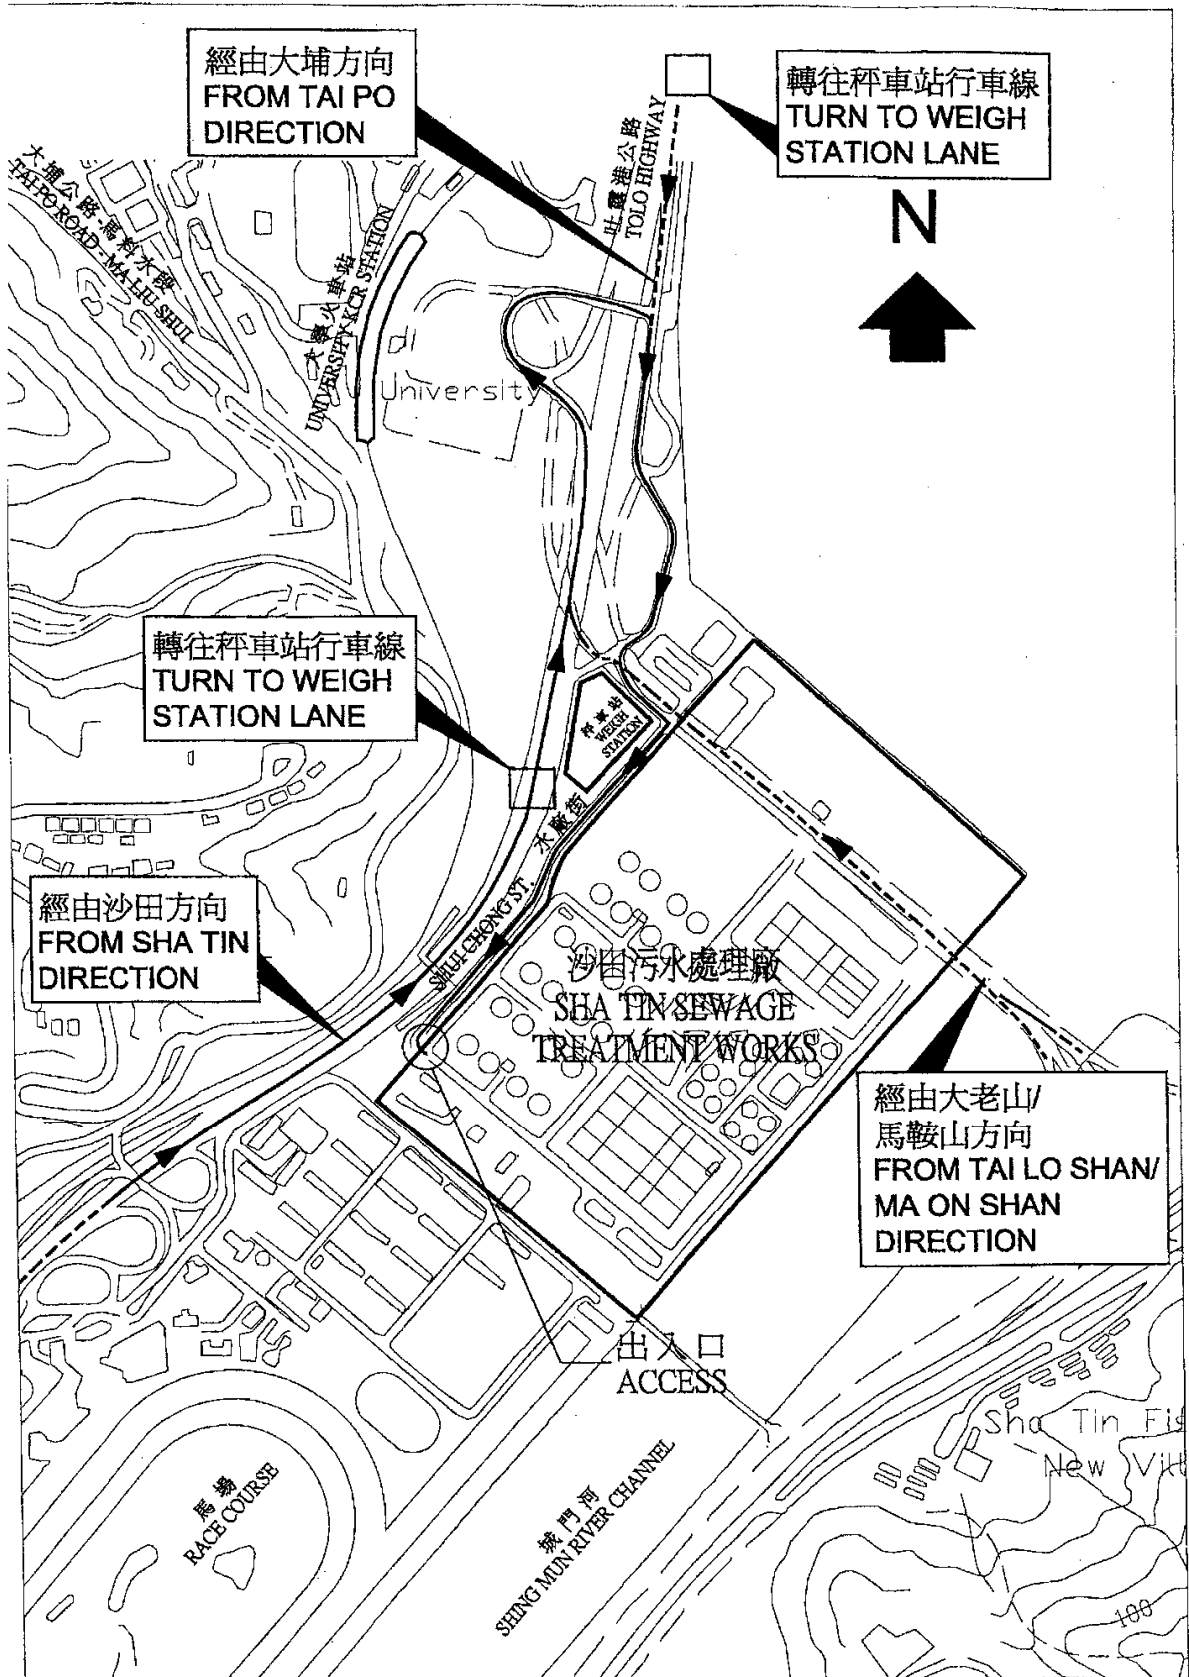 經由大埔方向
FROM TAI PO
DIRECTION
轉往秤車站行車線
TURN TO WEIGH
STATION LANE
N
大埔公路-馬料水段
TAI PO ROAD - MA LIU SHUI
大學火車站
UNIVERSITY KCR STATION
吐露港公路
TOLO HIGHWAY
University
轉往秤車站行車線
TURN TO WEIGH
STATION LANE
秤車站
WEIGH
STATION
水廠街
SHUI CHONG ST.
經由沙田方向
FROM SHA TIN
DIRECTION
沙田污水處理廠
SHA TIN SEWAGE
TREATMENT WORKS
經由大老山/
馬鞍山方向
FROM TAI LO SHAN/
MA ON SHAN
DIRECTION
出入口
ACCESS
Sha Tin Fis
New Vill
馬場
RACE COURSE
城門河
SHING MUN RIVER CHANNEL
100